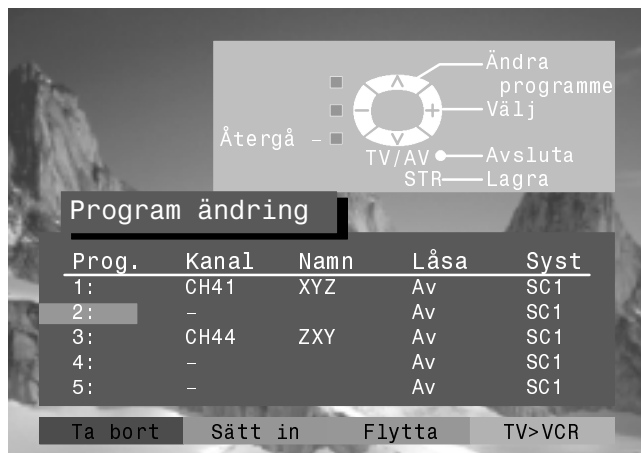 Ändra
programme
Välj
Återgå –
TV/AV Avsluta
STR Lagra
Program ändring
Prog. Kanal Namn Låsa Syst
1: CH41 XYZ Av SC1
2: – Av SC1
3: CH44 ZXY Av SC1
4: – Av SC1
5: – Av SC1
Ta bort Sätt in Flytta TV>VCR